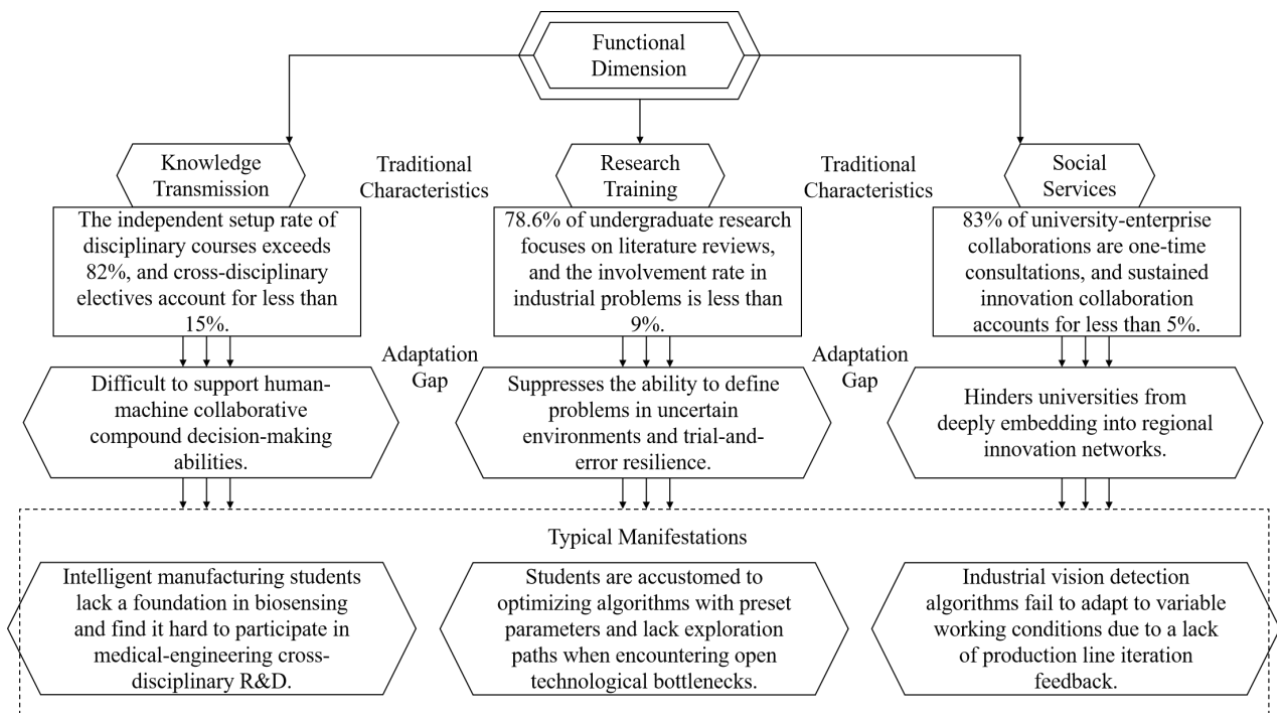 Functional
Dimension
Knowledge
Transmission
Traditional
Characteristics
Research
Training
Traditional
Characteristics
Social
Services
The independent setup rate of
disciplinary courses exceeds
82%, and cross-disciplinary
electives account for less than
15%.
78.6% of undergraduate research
focuses on literature reviews,
and the involvement rate in
industrial problems is less than
9%.
83% of university-enterprise
collaborations are one-time
consultations, and sustained
innovation collaboration
accounts for less than 5%.
Adaptation
Gap
Adaptation
Gap
Difficult to support human-
machine collaborative
compound decision-making
abilities.
Suppresses the ability to define
problems in uncertain
environments and trial-and-
error resilience.
Hinders universities from
deeply embedding into regional
innovation networks.
Typical Manifestations
Intelligent manufacturing students
lack a foundation in biosensing
and find it hard to participate in
medical-engineering cross-
disciplinary R&D.
Students are accustomed to
optimizing algorithms with preset
parameters and lack exploration
paths when encountering open
technological bottlenecks.
Industrial vision detection
algorithms fail to adapt to variable
working conditions due to a lack
of production line iteration
feedback.